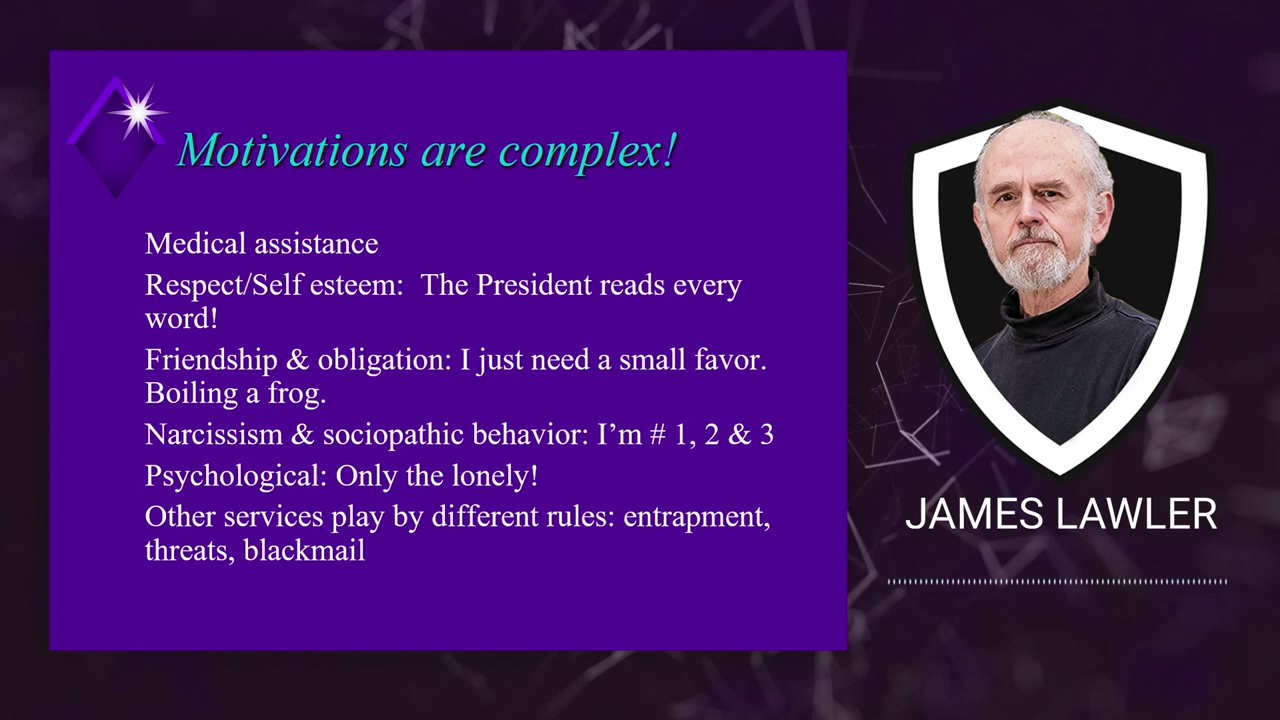 Motivations are complex!
Medical assistance
Respect/Self esteem:  The President reads every
word!
Friendship & obligation: I just need a small favor.
Boiling a frog.
Narcissism & sociopathic behavior: I’m # 1, 2 & 3
Psychological: Only the lonely!
Other services play by different rules: entrapment,
threats, blackmail
JAMES LAWLER